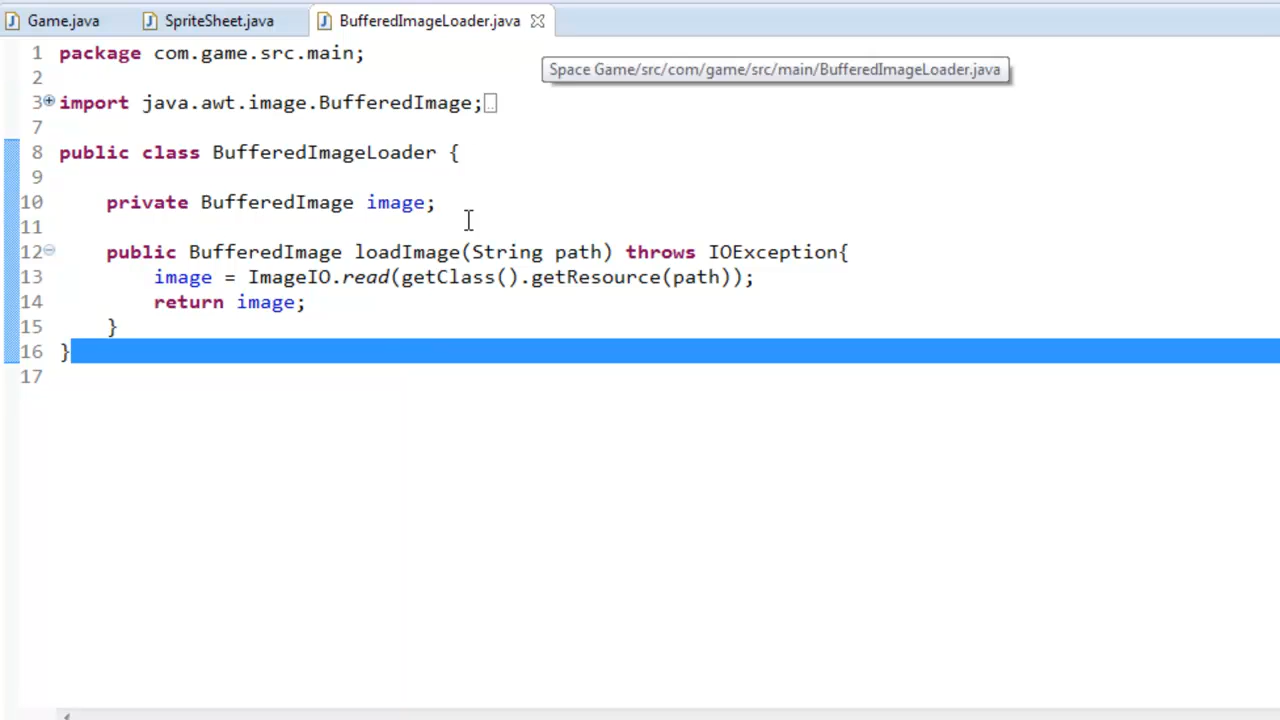 Game.java SpriteSheet.java BufferedImageLoader.java
Space Game/src/com/game/src/main/BufferedImageLoader.java
1 package com.game.src.main;
2
3 import java.awt.image.BufferedImage;
7
8 public class BufferedImageLoader {
9
10 private BufferedImage image;
11
12 public BufferedImage loadImage(String path) throws IOException{
13 image = ImageIO.read(getClass().getResource(path));
14 return image;
15 }
16 }
17